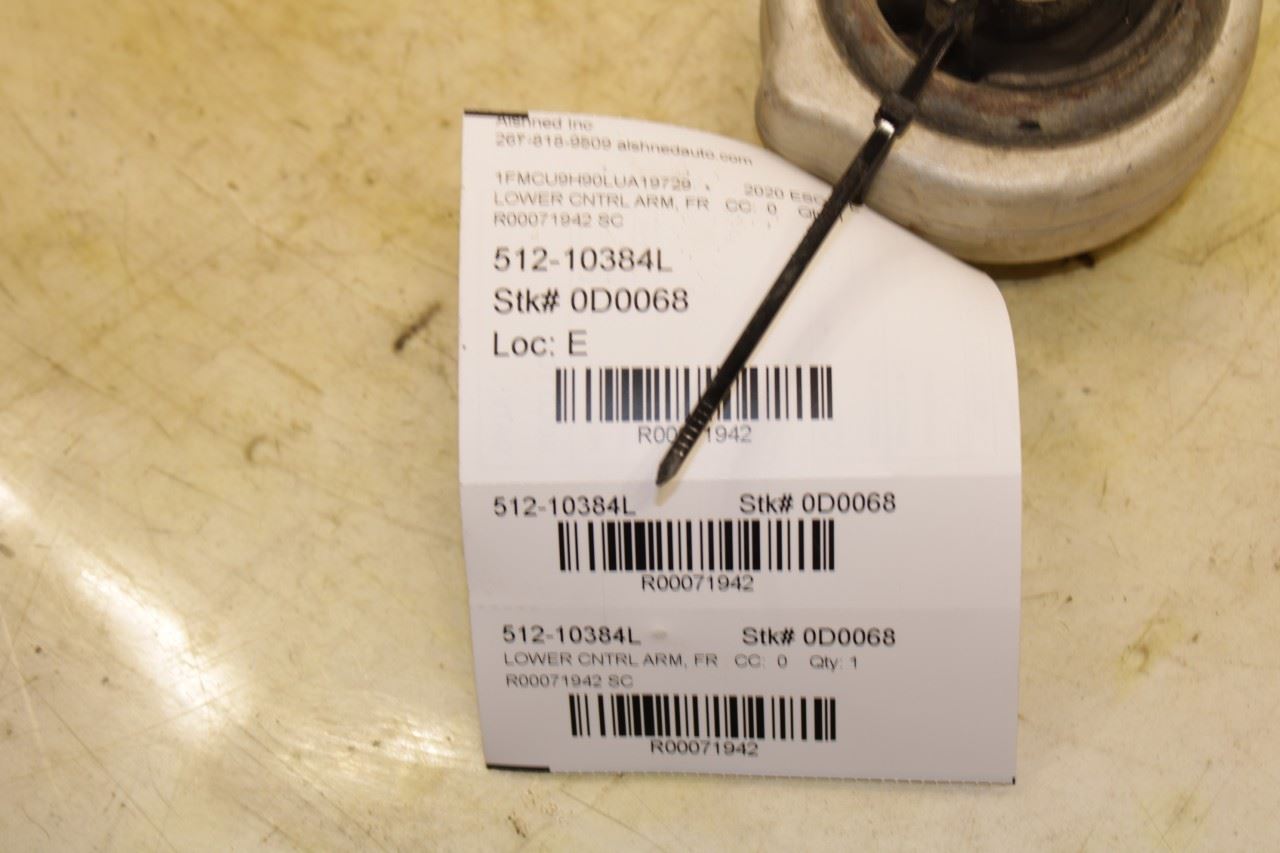 Alshned Inc
267-818-9509 alshnedauto.com
1FMCU9H90LUA19729 2020
LOWER CNTRL ARM, FR CC: 0
R00071942 SC
512-10384L
Stk# 0D0068
Loc: E
512-10384L Stk# 0D0068
R00071942
512-10384L Stk# 0D0068
LOWER CNTRL ARM, FR CC: 0 Qty: 1
R00071942 SC
R00071942